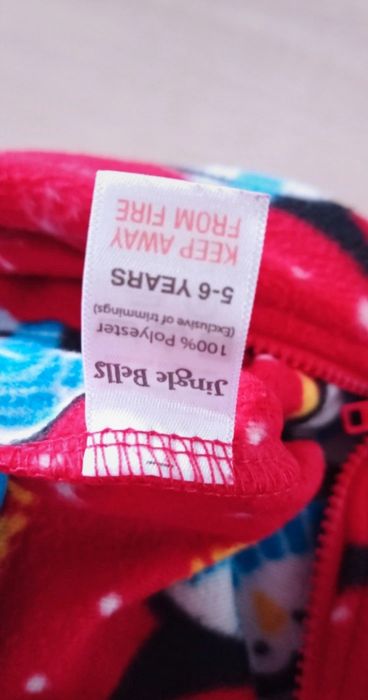 Jingle Bells
100% Polyester
(Exclusive of trimmings)
5-6 YEARS
KEEP AWAY
FROM FIRE